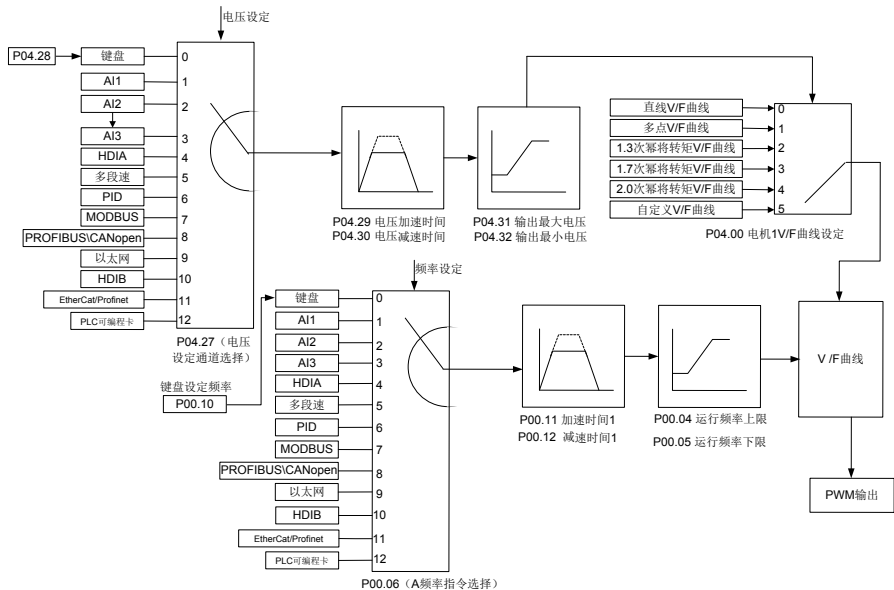 电压设定
P04.28
键盘
0
AI1
1
AI2
2
AI3
3
HDIA
4
多段速
5
PID
6
MODBUS
7
PROFIBUS\CANopen
8
以太网
9
HDIB
10
EtherCat/Profinet
11
PLC可编程卡
12
P04.27（电压
设定通道选择）
P04.29 电压加速时间
P04.30 电压减速时间
P04.31 输出最大电压
P04.32 输出最小电压
直线V/F曲线
0
多点V/F曲线
1
1.3次幂将转矩V/F曲线
2
1.7次幂将转矩V/F曲线
3
2.0次幂将转矩V/F曲线
4
自定义V/F曲线
5
P04.00 电机1V/F曲线设定
频率设定
键盘设定频率
P00.10
键盘
0
AI1
1
AI2
2
AI3
3
HDIA
4
多段速
5
PID
6
MODBUS
7
PROFIBUS\CANopen
8
以太网
9
HDIB
10
EtherCat/Profinet
11
PLC可编程卡
12
P00.06（A频率指令选择）
P00.11 加速时间1
P00.12 减速时间1
P00.04 运行频率上限
P00.05 运行频率下限
V /F曲线
PWM输出